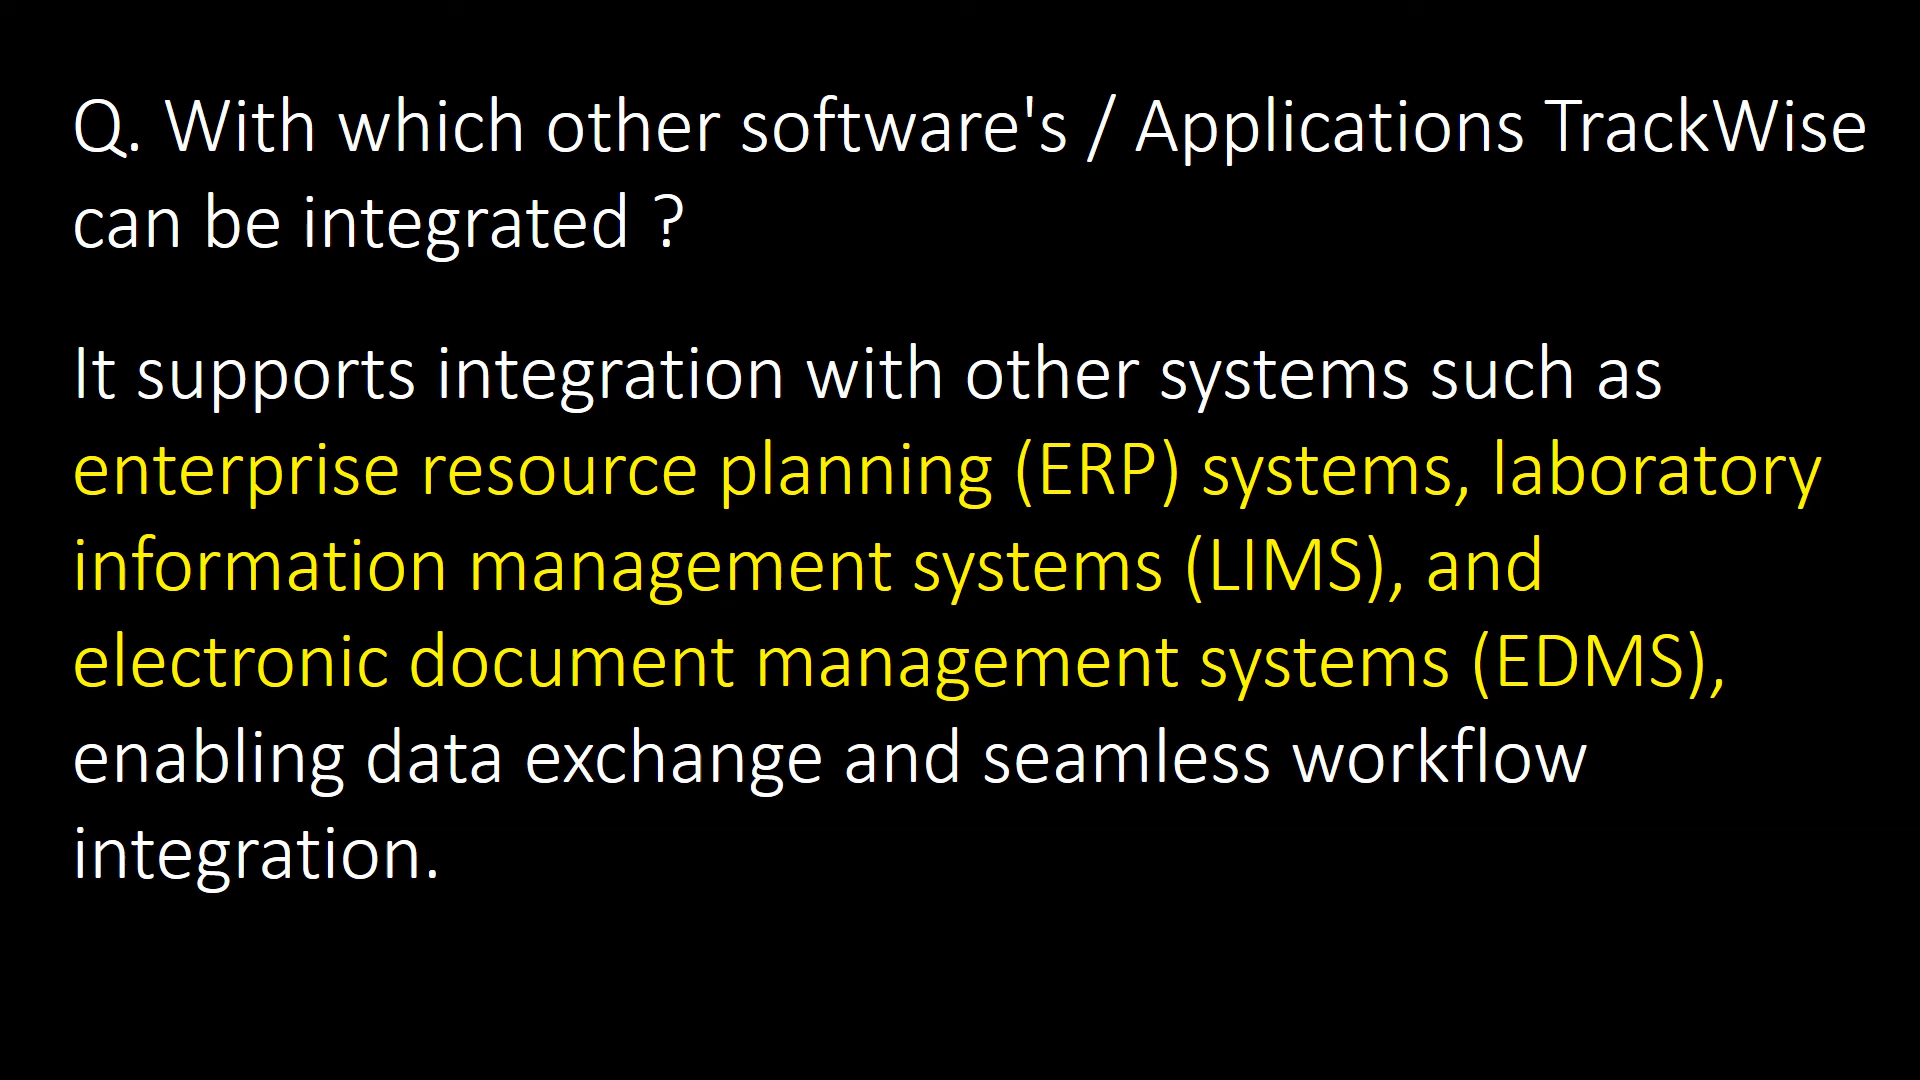 Q. With which other software's / Applications TrackWise
can be integrated ?
It supports integration with other systems such as
enterprise resource planning (ERP) systems, laboratory
information management systems (LIMS), and
electronic document management systems (EDMS),
enabling data exchange and seamless workflow
integration.